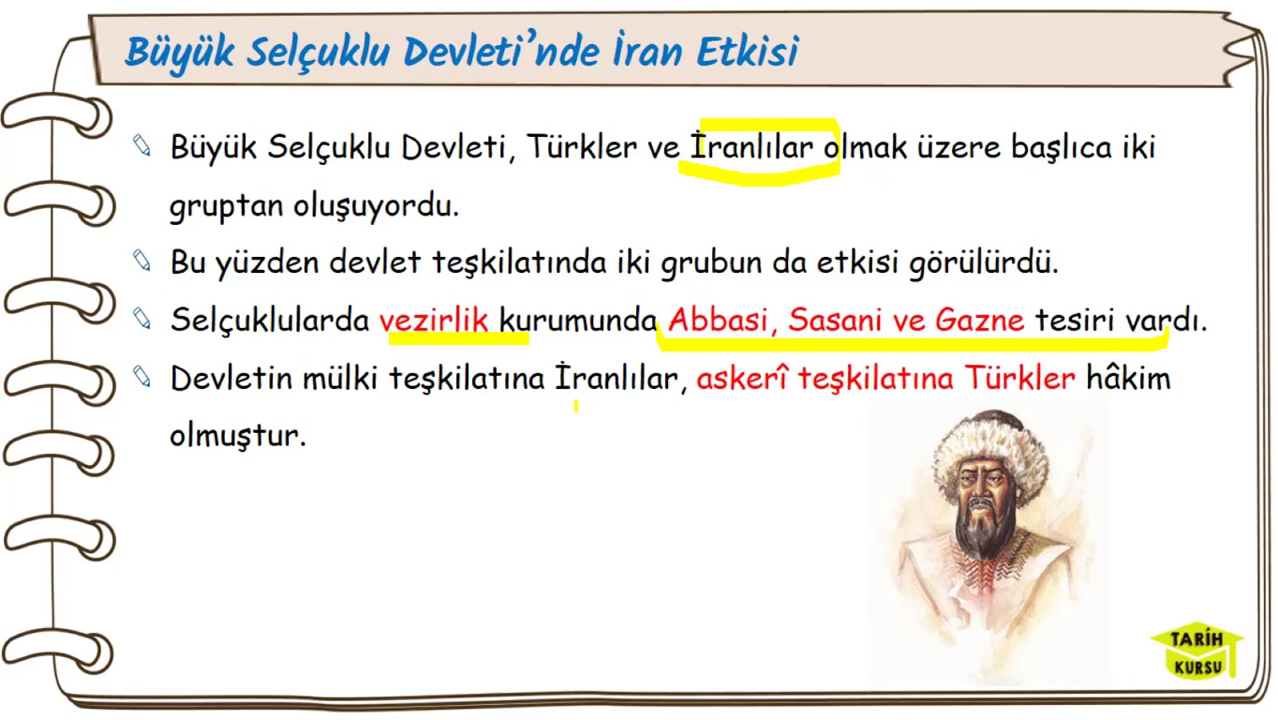 Büyük Selçuklu Devleti’nde İran Etkisi
Büyük Selçuklu Devleti, Türkler ve İranlılar olmak üzere başlıca iki
gruptan oluşuyordu.
Bu yüzden devlet teşkilatında iki grubun da etkisi görülürdü.
Selçuklularda vezirlik kurumunda Abbasi, Sasani ve Gazne tesiri vardı.
Devletin mülki teşkilatına İranlılar, askerî teşkilatına Türkler hâkim
olmuştur.
TARİH
KURSU